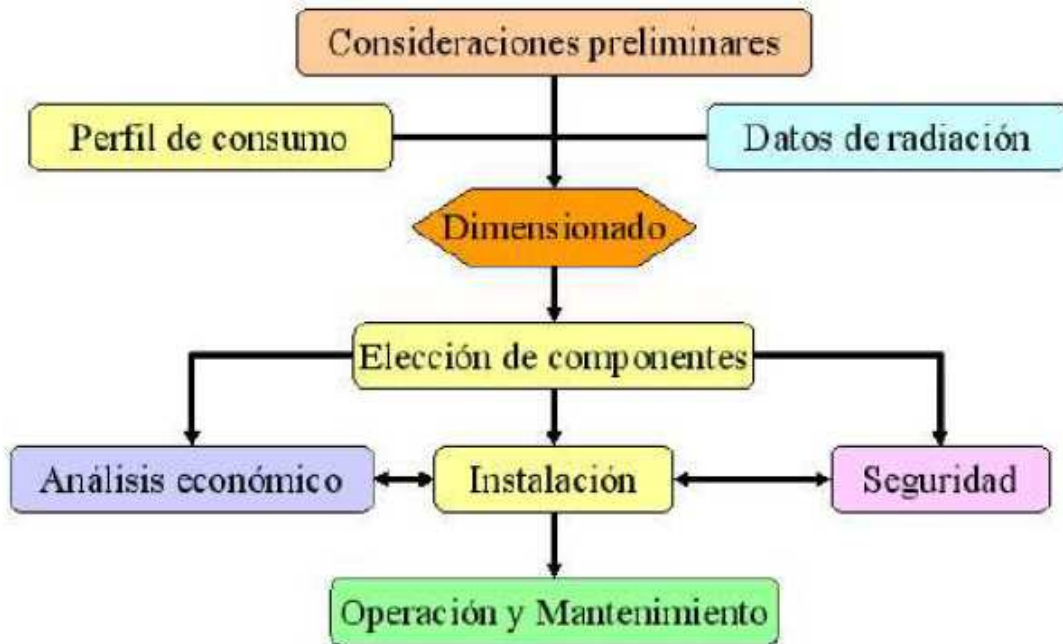 Consideraciones preliminares
Perfil de consumo
Datos de radiación
Dimensionado
Elección de componentes
Análisis económico
Instalación
Seguridad
Operación y Mantenimiento